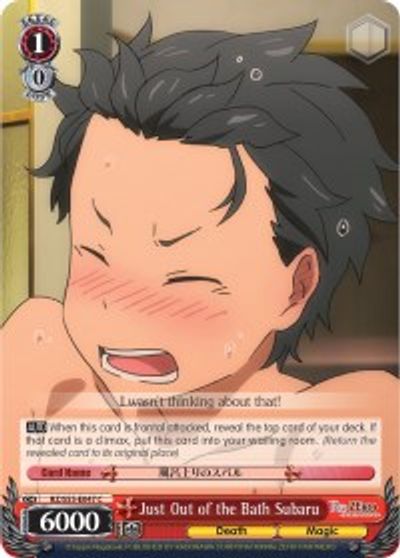 1
0
I wasn't thinking about that!
When this card is frontal attacked, reveal the top card of your deck. If
that card is a climax, put this card into your waiting room. (Return the
revealed card to its original place)
Card Name 風呂上りのスバル
6000 Just Out of the Bath Subaru Re:Zero
Death Magic